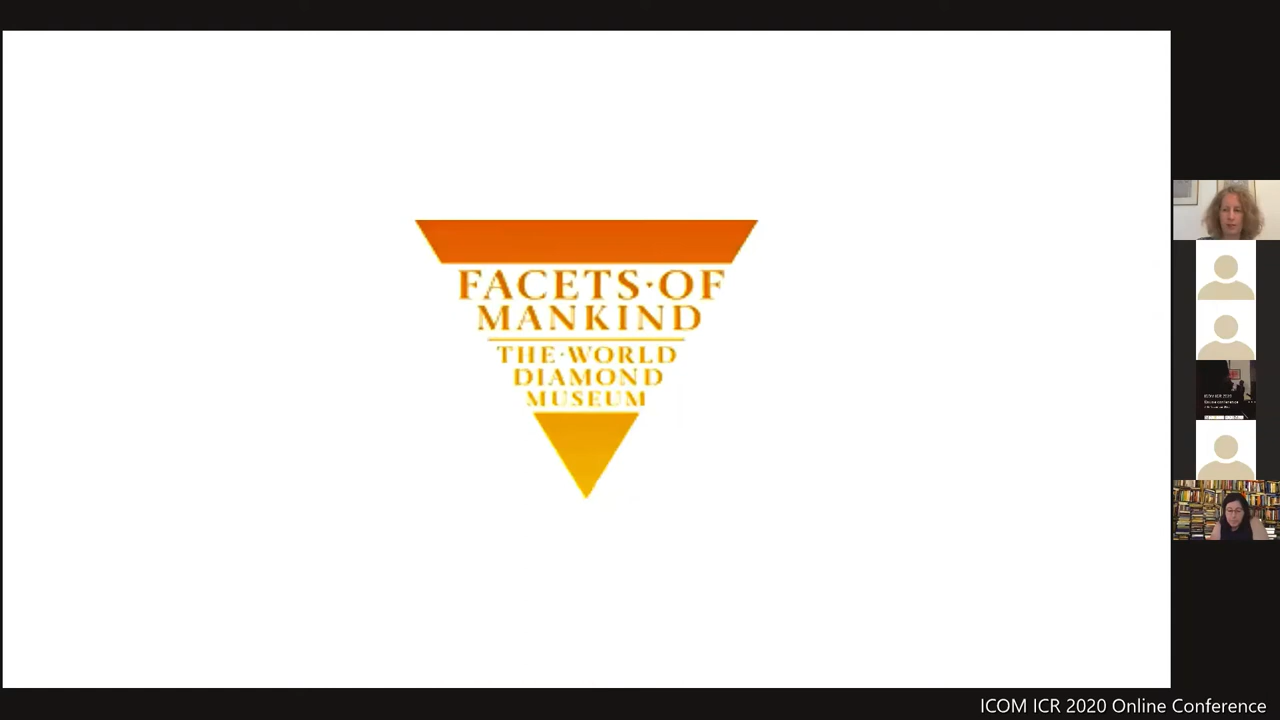 FACETS·OF
MANKIND
THE·WORLD
DIAMOND
MUSEUM
ICOM ICR 2020 Online Conference